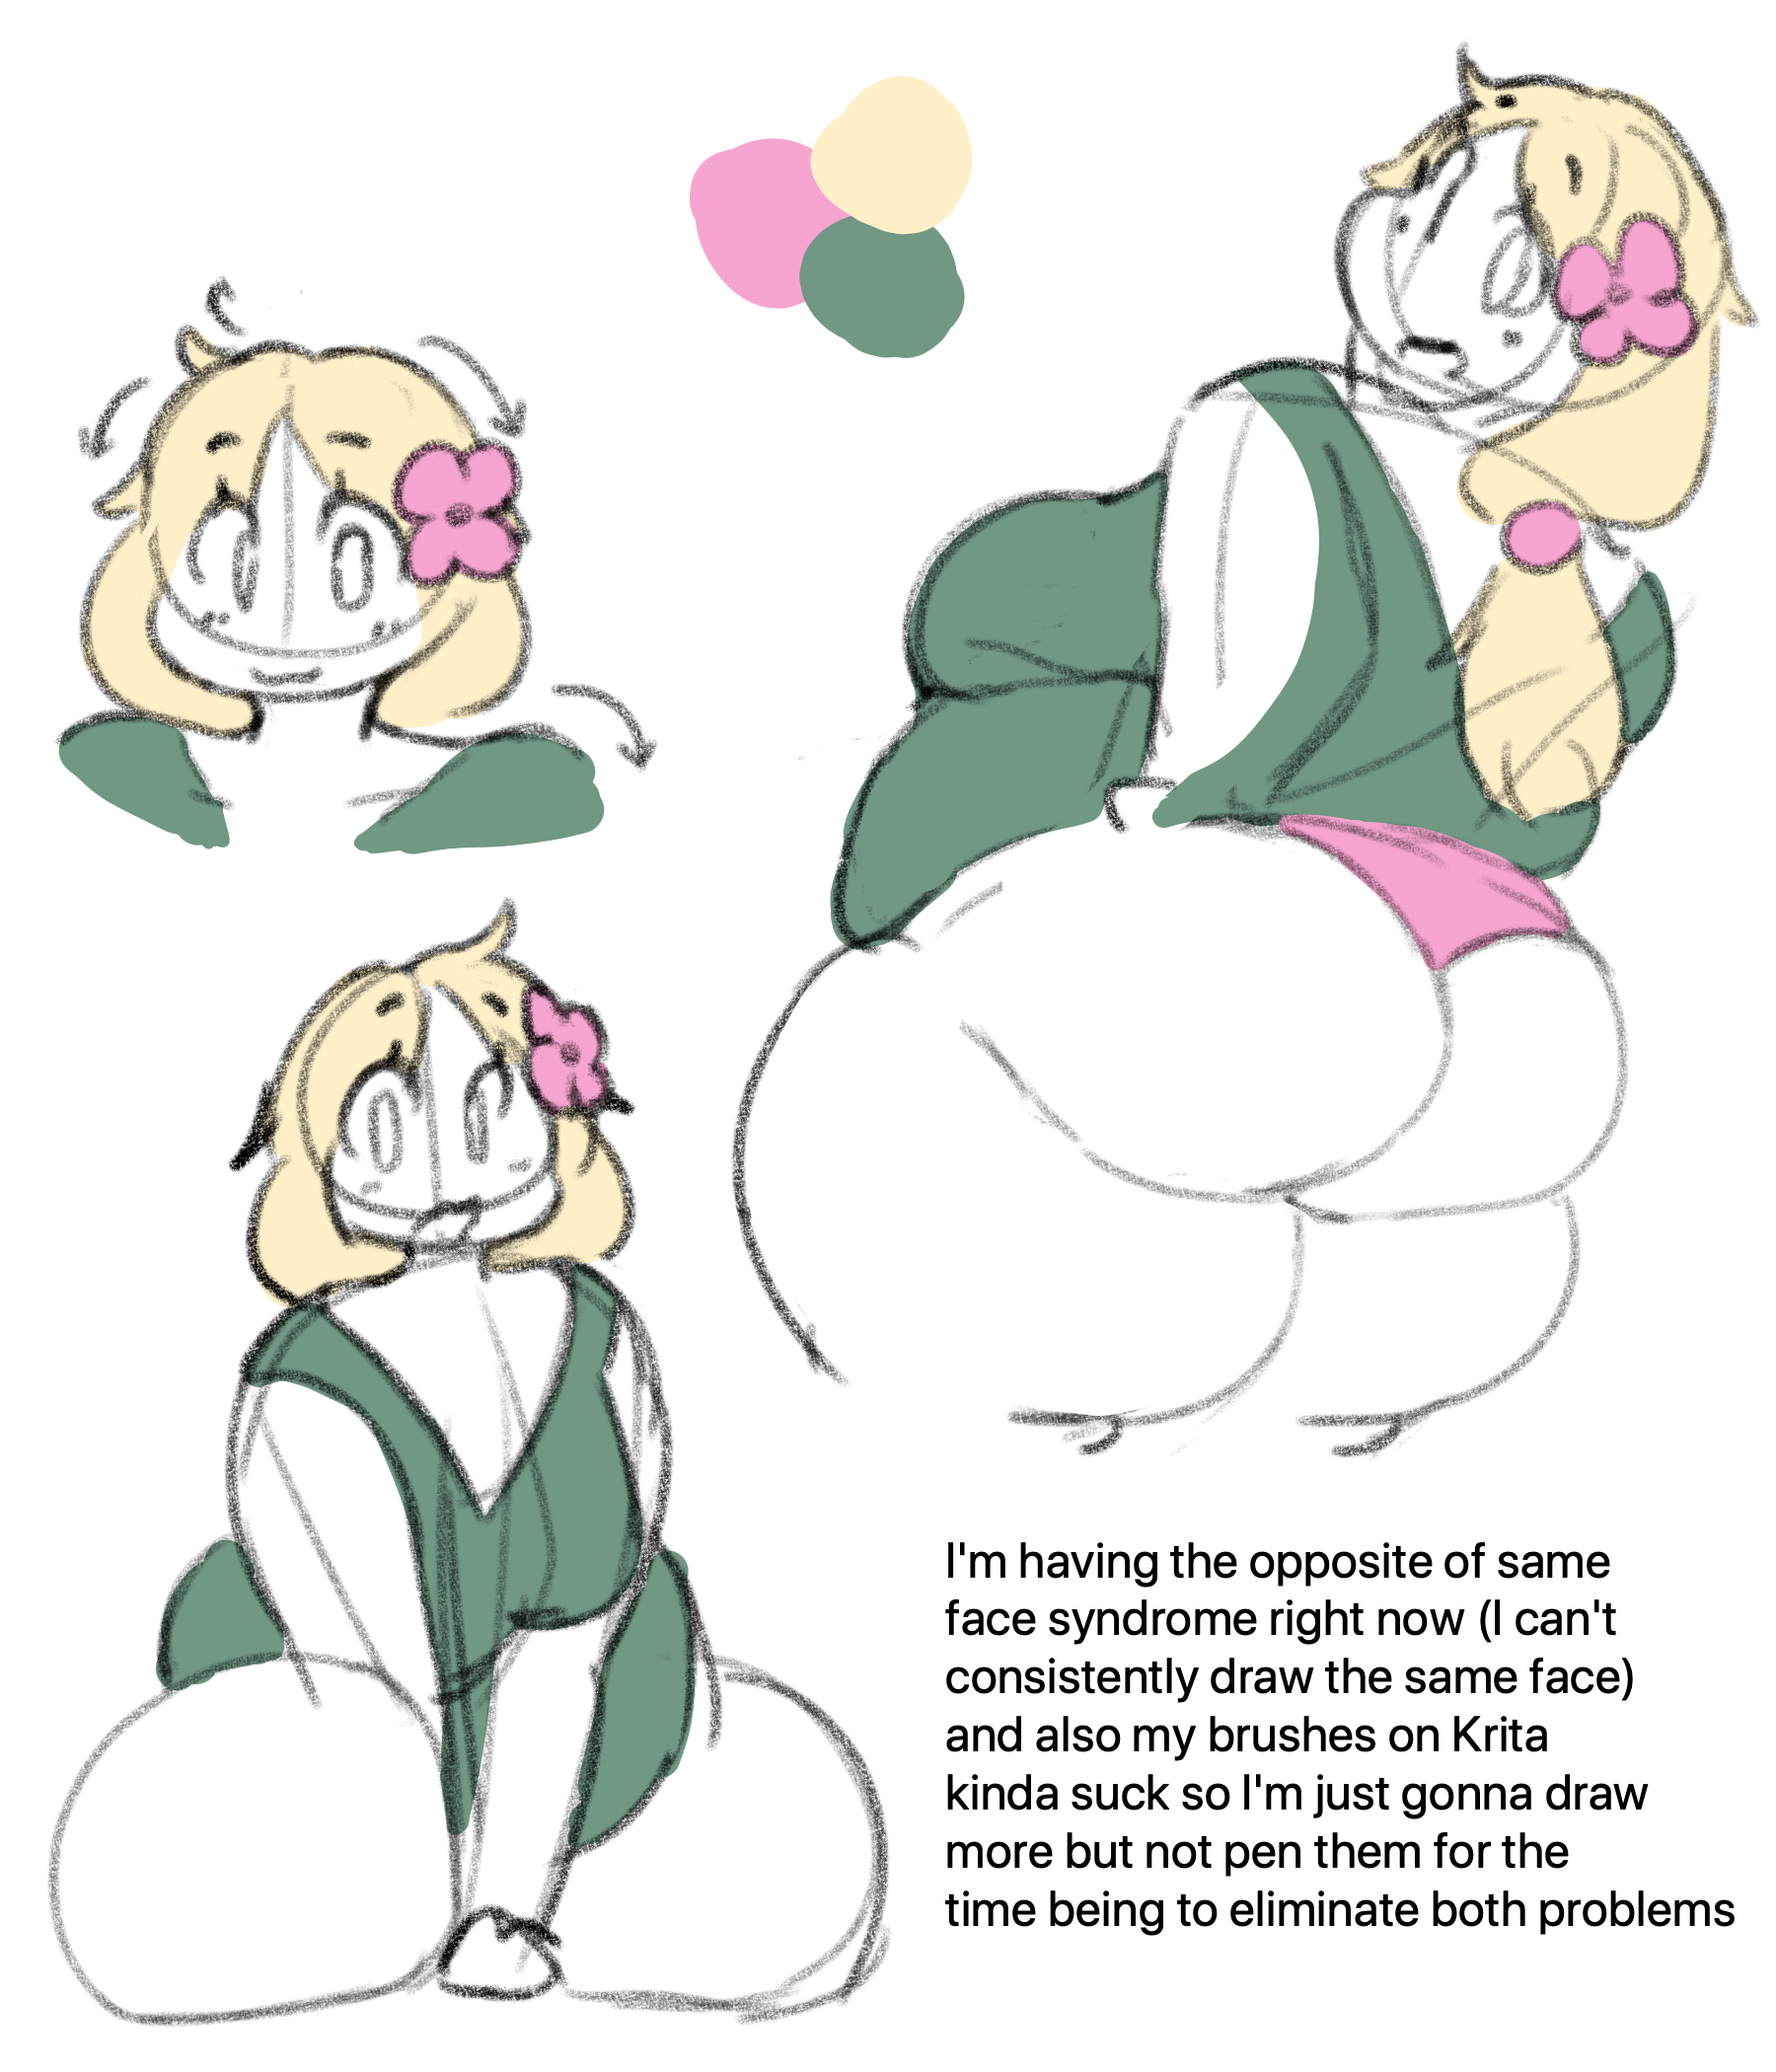 I'm having the opposite of same
face syndrome right now (I can't
consistently draw the same face)
and also my brushes on Krita
kinda suck so I'm just gonna draw
more but not pen them for the
time being to eliminate both problems